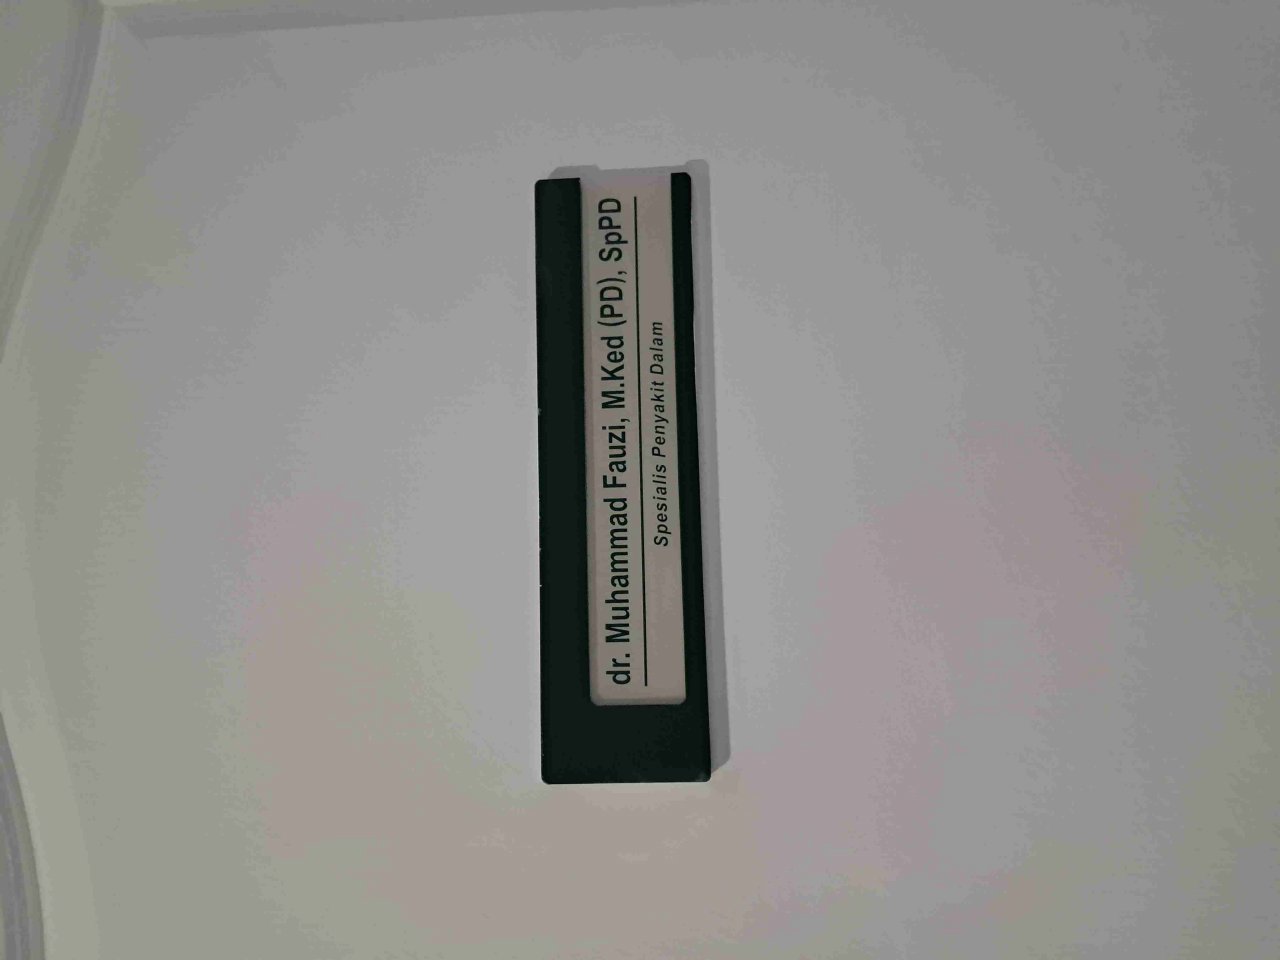 dr. Muhammad Fauzi, M.Ked (PD), SpPD
Spesialis Penyakit Dalam